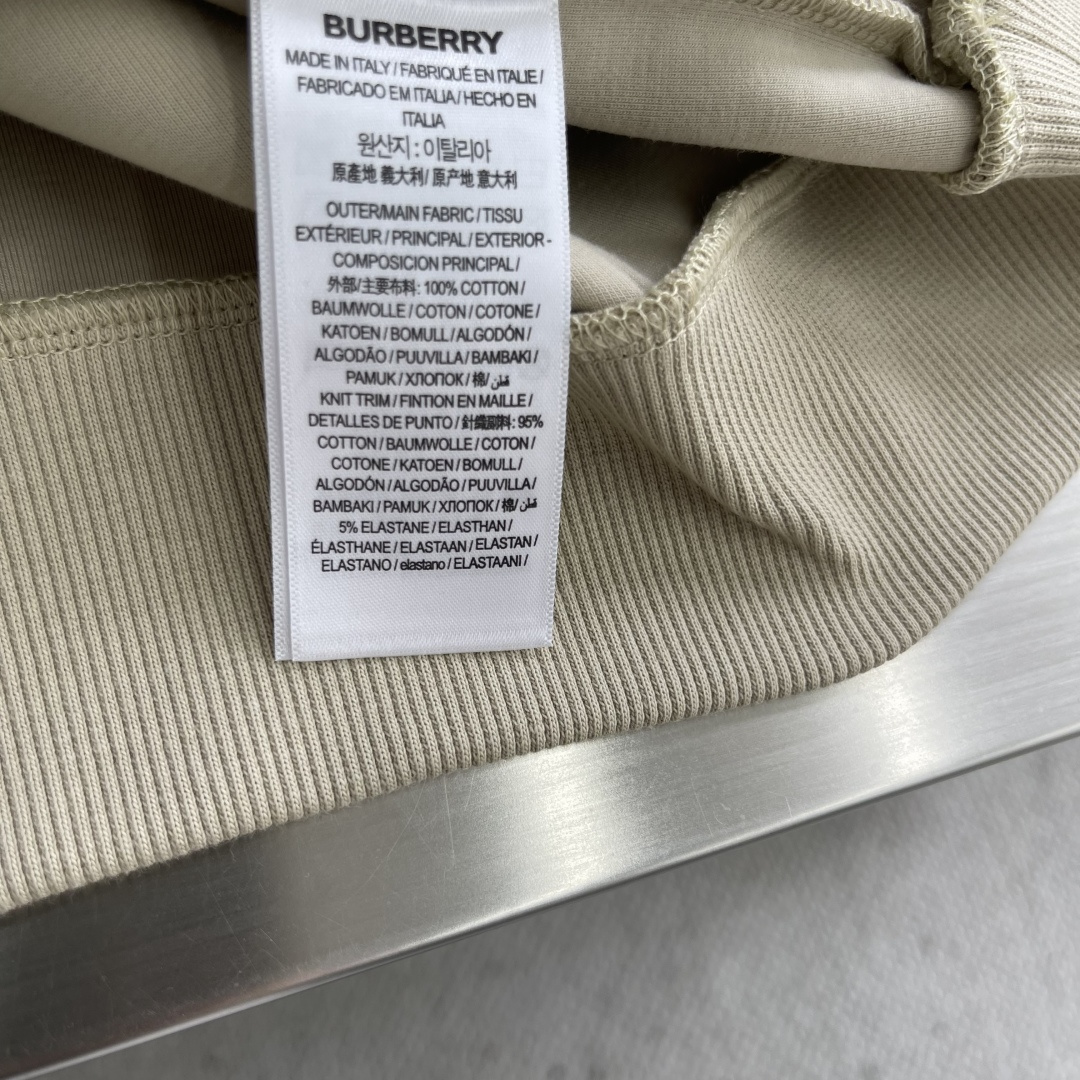 BURBERRY
MADE IN ITALY / FABRIQUÉ EN ITALIE /
FABRICADO EM ITALIA / HECHO EN
ITALIA
원산지 : 이탈리아
原產地 義大利/ 原产地 意大利
OUTER/MAIN FABRIC / TISSU
EXTÉRIEUR / PRINCIPAL / EXTERIOR -
COMPOSICION PRINCIPAL /
外部/主要布料: 100% COTTON /
BAUMWOLLE / COTON / COTONE /
KATOEN / BOMULL / ALGODÓN /
ALGODÃO / PUUVILLA / BAMBAKI /
PAMUK / ХЛОПОК / 棉/ قطن
KNIT TRIM / FINTION EN MAILLE /
DETALLES DE PUNTO / 針織副料: 95%
COTTON / BAUMWOLLE / COTON /
COTONE / KATOEN / BOMULL /
ALGODÓN / ALGODÃO / PUUVILLA /
BAMBAKI / PAMUK / ХЛОПОК / 棉/ قطن
5% ELASTANE / ELASTHAN /
ÉLASTHANE / ELASTAAN / ELASTAN /
ELASTANO / elastano / ELASTAANI /